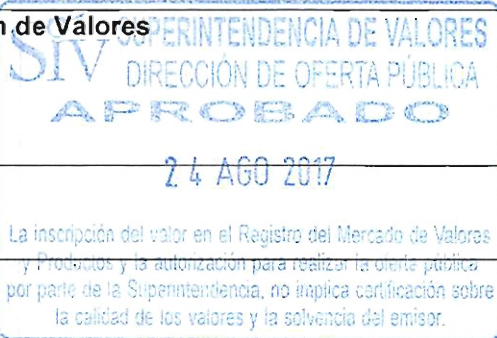 n de Valores
SIV SUPERINTENDENCIA DE VALORES
DIRECCIÓN DE OFERTA PÚBLICA
APROBADO
24 AGO 2017
La inscripción del valor en el Registro del Mercado de Valores
y Productos y la autorización para realizar la oferta pública
por parte de la Superintendencia, no implica certificación sobre
la calidad de los valores y la solvencia del emisor.